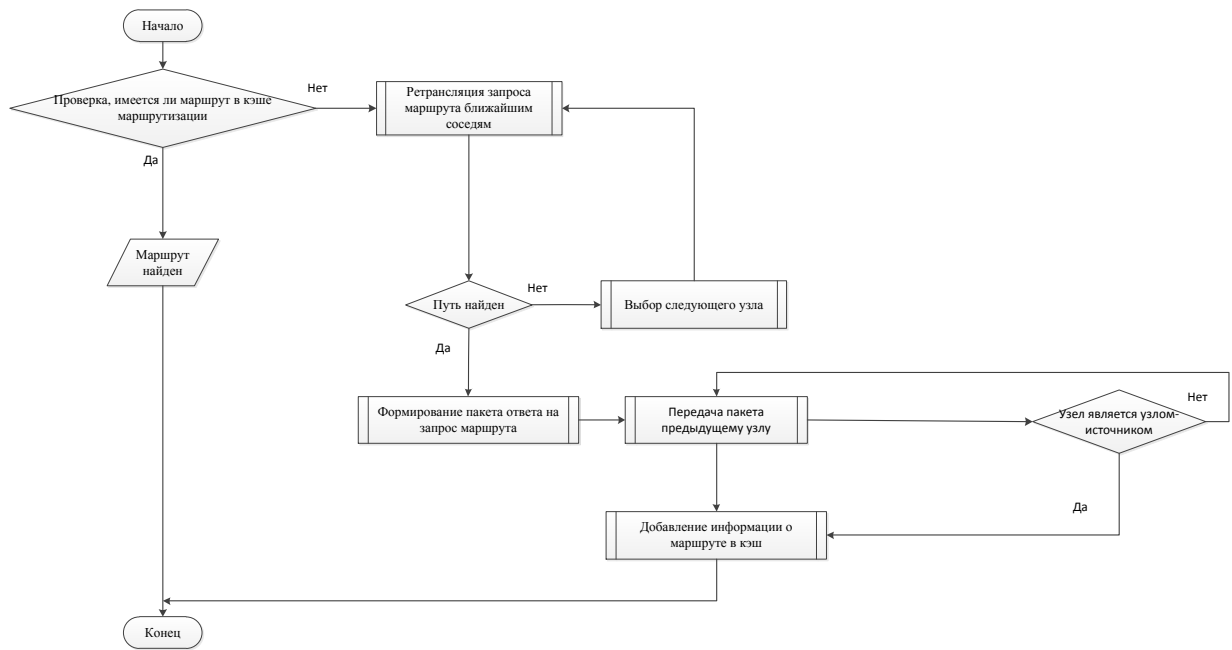 Начало
Проверка, имеется ли маршрут в кэше
маршрутизации
Нет
Ретрансляция запроса
маршрута ближайшим
соседям
Да
Маршрут
найден
Путь найден
Нет
Выбор следующего узла
Да
Формирование пакета ответа на
запрос маршрута
Передача пакета
предыдущему узлу
Узел является узлом-
источником
Нет
Да
Добавление информации о
маршруте в кэш
Конец